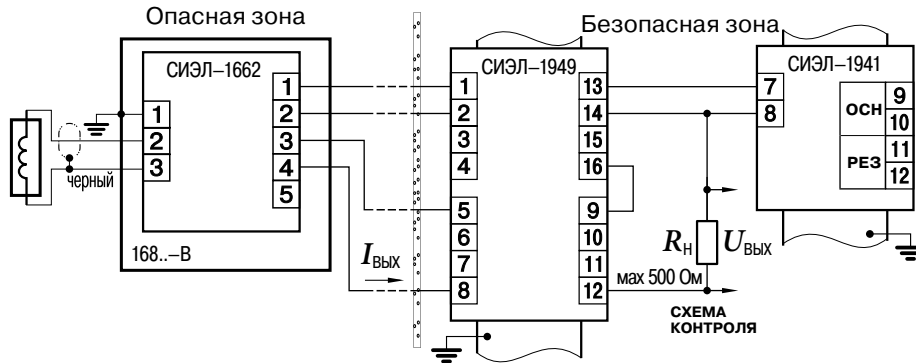 Опасная зона
Безопасная зона
СИЭЛ–1662
СИЭЛ–1949
СИЭЛ–1941
1
2
3
черный
1
2
3
4
5
168..–В
Iвых
1
2
3
4
5
6
7
8
13
14
15
16
9
10
11
12
7
8
ОСН
РЕЗ
9
10
11
12
Rн
Uвых
max 500 Ом
СХЕМА
КОНТРОЛЯ